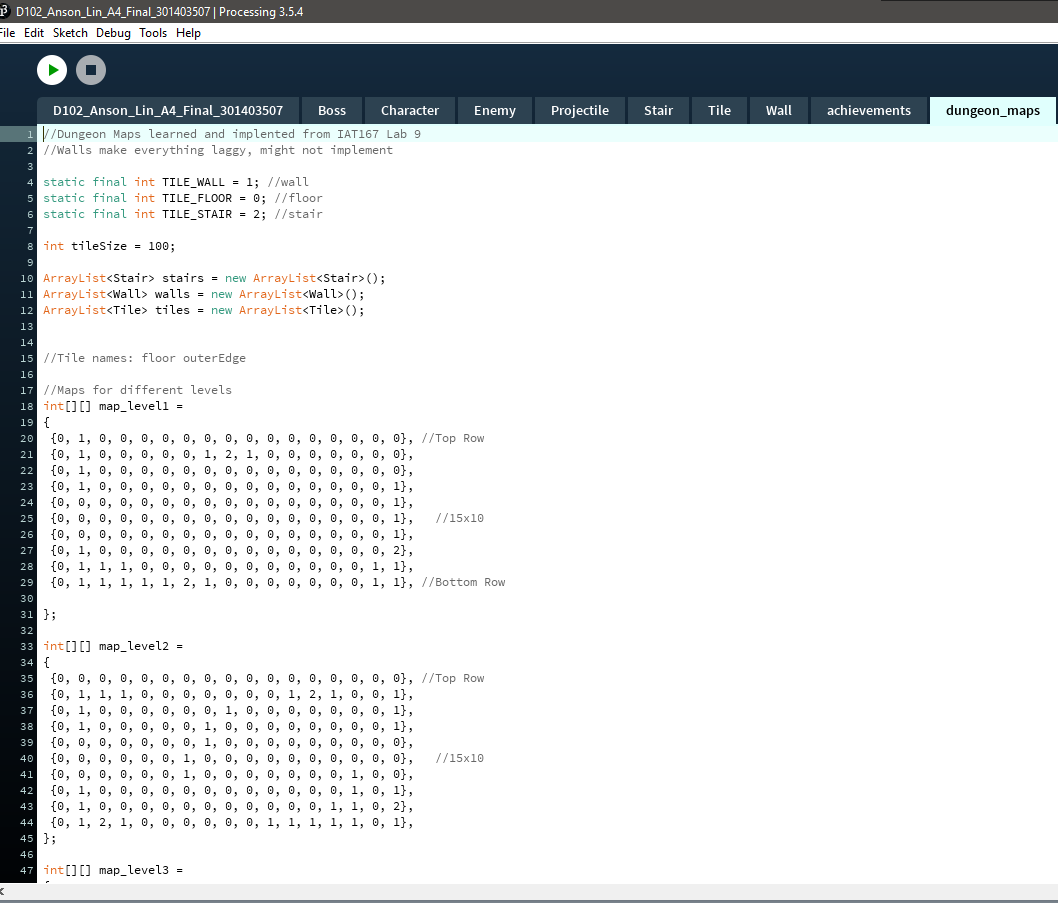 D102_Anson_Lin_A4_Final_301403507 | Processing 3.5.4
File Edit Sketch Debug Tools Help
D102_Anson_Lin_A4_Final_301403507 Boss Character Enemy Projectile Stair Tile Wall achievements dungeon_maps
1 //Dungeon Maps learned and implented from IAT167 Lab 9
2 //Walls make everything laggy, might not implement
3
4 static final int TILE_WALL = 1; //wall
5 static final int TILE_FLOOR = 0; //floor
6 static final int TILE_STAIR = 2; //stair
7
8 int tileSize = 100;
9
10 ArrayList<Stair> stairs = new ArrayList<Stair>();
11 ArrayList<Wall> walls = new ArrayList<Wall>();
12 ArrayList<Tile> tiles = new ArrayList<Tile>();
13
14
15 //Tile names: floor outerEdge
16
17 //Maps for different levels
18 int[][] map_level1 =
19 {
20 {0, 1, 0, 0, 0, 0, 0, 0, 0, 0, 0, 0, 0, 0, 0, 0, 0}, //Top Row
21 {0, 1, 0, 0, 0, 0, 0, 1, 2, 1, 0, 0, 0, 0, 0, 0, 0},
22 {0, 1, 0, 0, 0, 0, 0, 0, 0, 0, 0, 0, 0, 0, 0, 0, 0},
23 {0, 1, 0, 0, 0, 0, 0, 0, 0, 0, 0, 0, 0, 0, 0, 0, 1},
24 {0, 0, 0, 0, 0, 0, 0, 0, 0, 0, 0, 0, 0, 0, 0, 0, 1},
25 {0, 0, 0, 0, 0, 0, 0, 0, 0, 0, 0, 0, 0, 0, 0, 0, 1}, //15x10
26 {0, 0, 0, 0, 0, 0, 0, 0, 0, 0, 0, 0, 0, 0, 0, 0, 1},
27 {0, 1, 0, 0, 0, 0, 0, 0, 0, 0, 0, 0, 0, 0, 0, 0, 2},
28 {0, 1, 1, 1, 0, 0, 0, 0, 0, 0, 0, 0, 0, 0, 0, 1, 1},
29 {0, 1, 1, 1, 1, 1, 2, 1, 0, 0, 0, 0, 0, 0, 0, 1, 1}, //Bottom Row
30
31 };
32
33 int[][] map_level2 =
34 {
35 {0, 0, 0, 0, 0, 0, 0, 0, 0, 0, 0, 0, 0, 0, 0, 0, 0}, //Top Row
36 {0, 1, 1, 1, 0, 0, 0, 0, 0, 0, 0, 1, 2, 1, 0, 0, 1},
37 {0, 1, 0, 0, 0, 0, 0, 0, 1, 0, 0, 0, 0, 0, 0, 0, 1},
38 {0, 1, 0, 0, 0, 0, 0, 1, 0, 0, 0, 0, 0, 0, 0, 0, 1},
39 {0, 0, 0, 0, 0, 0, 0, 1, 0, 0, 0, 0, 0, 0, 0, 0, 0},
40 {0, 0, 0, 0, 0, 0, 1, 0, 0, 0, 0, 0, 0, 0, 0, 0, 0}, //15x10
41 {0, 0, 0, 0, 0, 0, 1, 0, 0, 0, 0, 0, 0, 0, 1, 0, 0},
42 {0, 1, 0, 0, 0, 0, 0, 0, 0, 0, 0, 0, 0, 0, 1, 0, 1},
43 {0, 1, 0, 0, 0, 0, 0, 0, 0, 0, 0, 0, 0, 1, 1, 0, 2},
44 {0, 1, 2, 1, 0, 0, 0, 0, 0, 0, 1, 1, 1, 1, 1, 0, 1},
45 };
46
47 int[][] map_level3 =